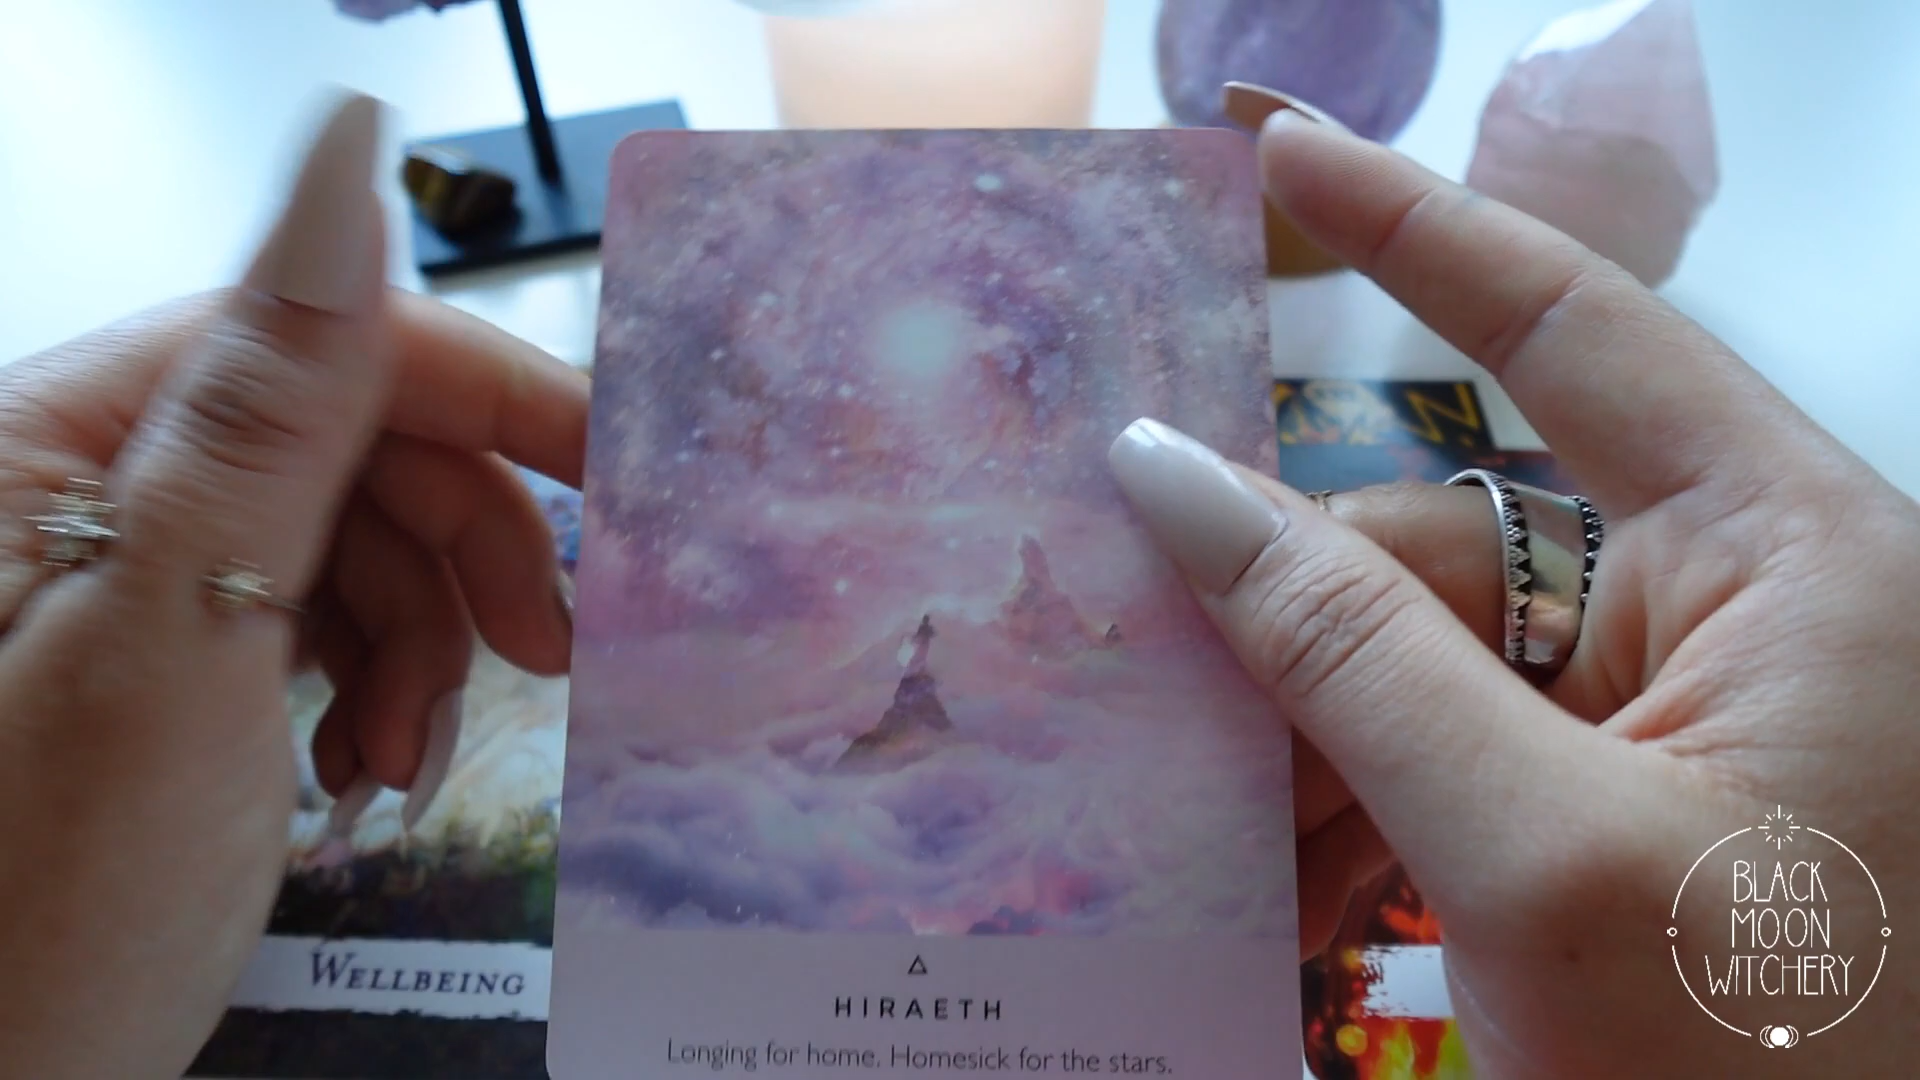 WELLBEING
HIRAETH
Longing for home. Homesick for the stars.
BLACK
MOON
WITCHERY